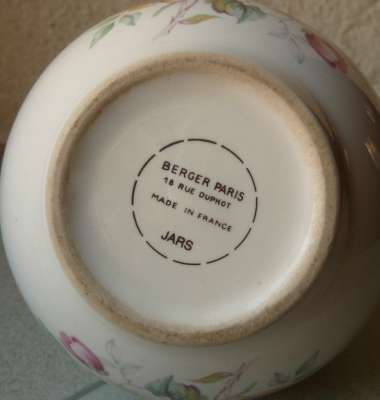 BERGER PARIS
18 RUE DUPHOT
MADE IN FRANCE
JARS